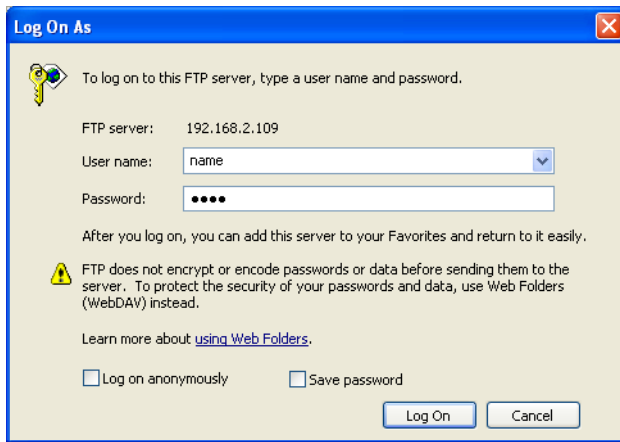 Log On As
To log on to this FTP server, type a user name and password.
FTP server: 192.168.2.109
User name: name
Password: ••••
After you log on, you can add this server to your Favorites and return to it easily.
FTP does not encrypt or encode passwords or data before sending them to the
server. To protect the security of your passwords and data, use Web Folders
(WebDAV) instead.
Learn more about using Web Folders.
Log on anonymously Save password
Log On Cancel